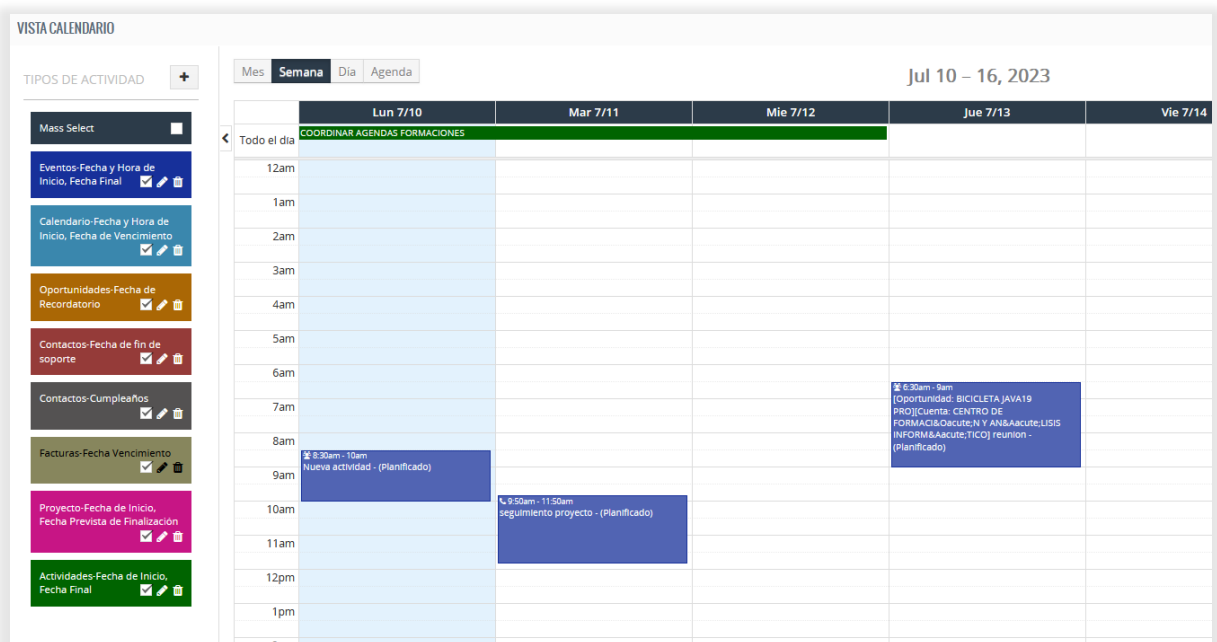 VISTA CALENDARIO
TIPOS DE ACTIVIDAD
+
Mass Select
Eventos-Fecha y Hora de
Inicio, Fecha Final
Calendario-Fecha y Hora de
Inicio, Fecha de Vencimiento
Oportunidades-Fecha de
Recordatorio
Contactos-Fecha de fin de
soporte
Contactos-Cumpleaños
Facturas-Fecha Vencimiento
Proyecto-Fecha de Inicio,
Fecha Prevista de Finalización
Actividades-Fecha de Inicio,
Fecha Final
Mes Semana Día Agenda
Jul 10 – 16, 2023
Lun 7/10 Mar 7/11 Mie 7/12 Jue 7/13 Vie 7/14
Todo el día
COORDINAR AGENDAS FORMACIONES
12am
1am
2am
3am
4am
5am
6am
6:30am - 9am
[Oportunidad: BICICLETA JAVA19
PRO][Cuenta: CENTRO DE
FORMACI&Oacute;N Y AN&Aacute;LISIS
INFORM&Aacute;TICO] reunion -
(Planificado)
7am
8am
8:30am - 10am
Nueva actividad - (Planificado)
9am
9:50am - 11:50am
seguimiento proyecto - (Planificado)
10am
11am
12pm
1pm